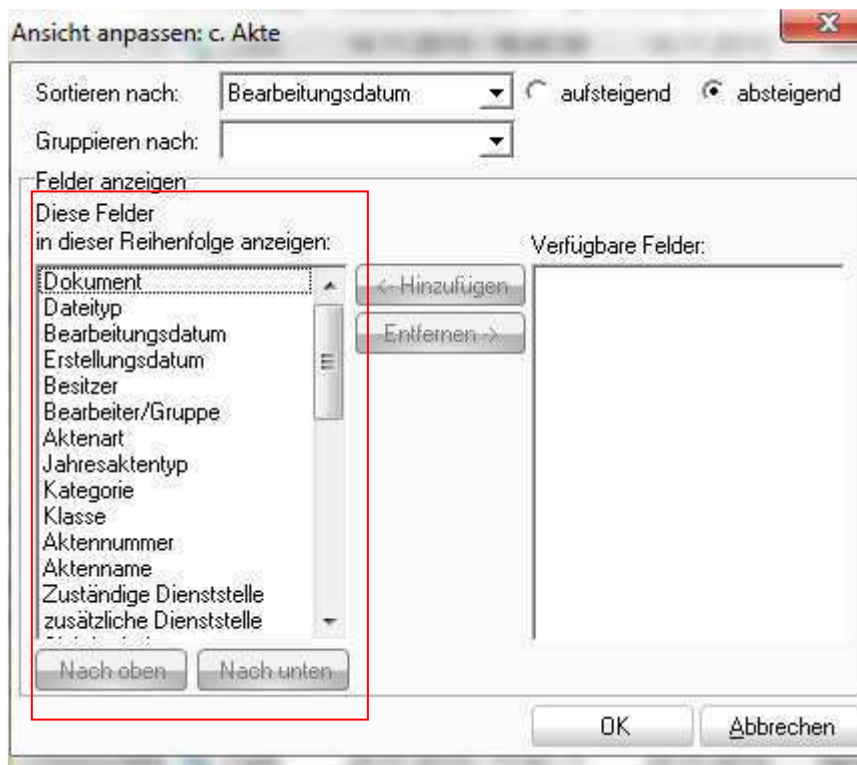 Ansicht anpassen: c. Akte
Sortieren nach: Bearbeitungsdatum aufsteigend absteigend
Gruppieren nach:
Felder anzeigen
Diese Felder
in dieser Reihenfolge anzeigen: Verfügbare Felder:
Dokument
Dateityp
Bearbeitungsdatum
Erstellungsdatum
Besitzer
Bearbeiter/Gruppe
Aktenart
Jahresaktentyp
Kategorie
Klasse
Aktennummer
Aktenname
Zuständige Dienststelle
zusätzliche Dienststelle
<- Hinzufügen
Entfernen ->
Nach oben Nach unten
OK Abbrechen